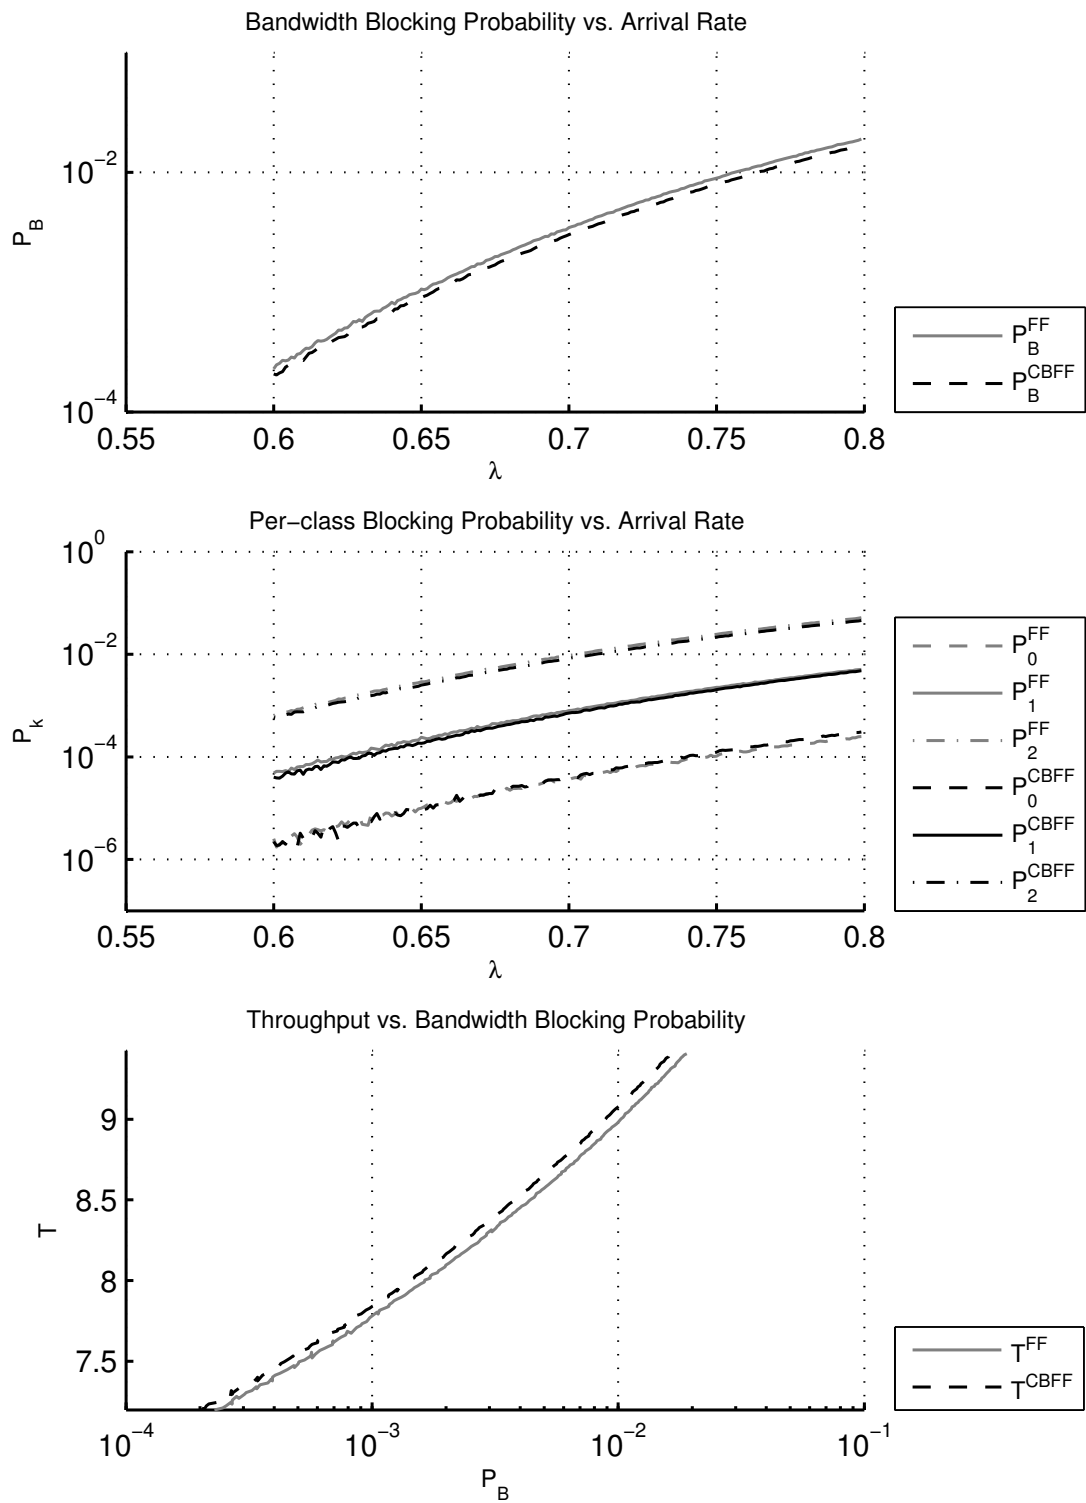 Bandwidth Blocking Probability vs. Arrival Rate
10^−2
10^−4
P_B
0.55 0.6 0.65 0.7 0.75 0.8
λ
P_B^FF
P_B^CBFF
Per−class Blocking Probability vs. Arrival Rate
10^0
10^−2
10^−4
10^−6
P_k
0.55 0.6 0.65 0.7 0.75 0.8
λ
P_0^FF
P_1^FF
P_2^FF
P_0^CBFF
P_1^CBFF
P_2^CBFF
Throughput vs. Bandwidth Blocking Probability
9
8.5
8
7.5
T
10^−4 10^−3 10^−2 10^−1
P_B
T^FF
T^CBFF